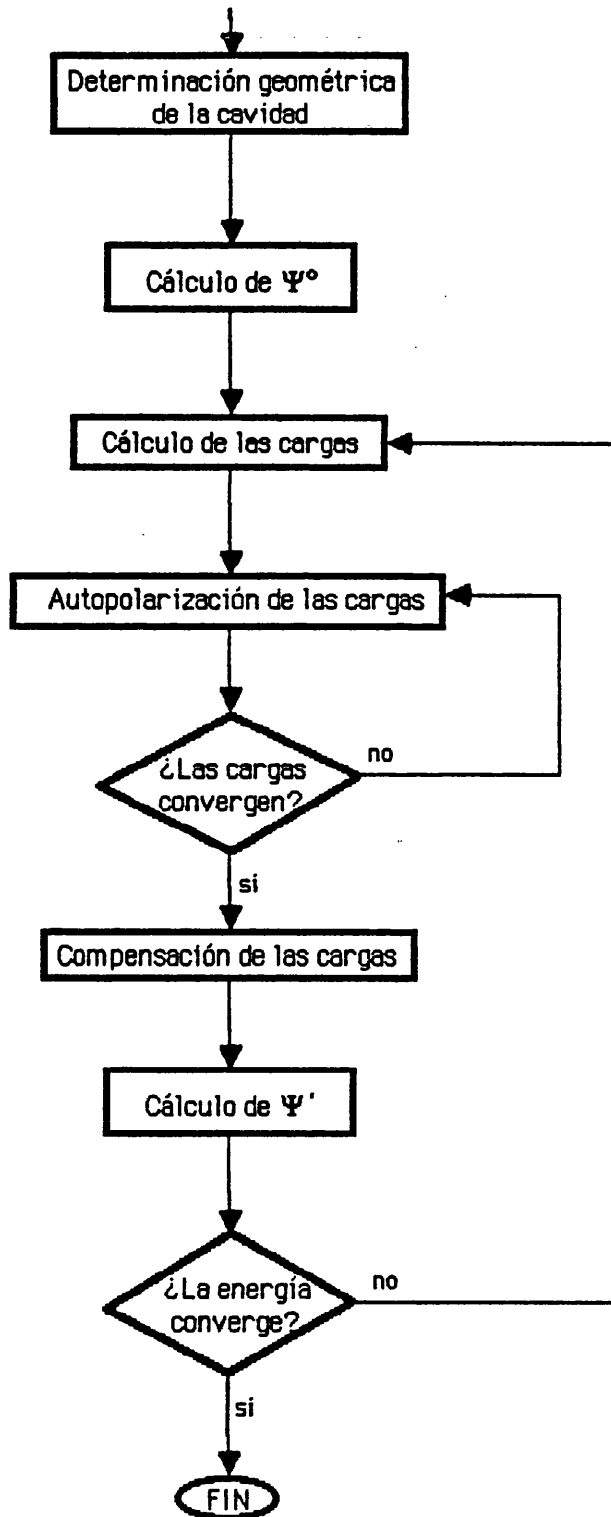 Determinación geométrica
de la cavidad
Cálculo de Ψ°
Cálculo de las cargas
Autopolarización de las cargas
¿Las cargas
convergen?
no
si
Compensación de las cargas
Cálculo de Ψ'
¿La energía
converge?
no
si
FIN